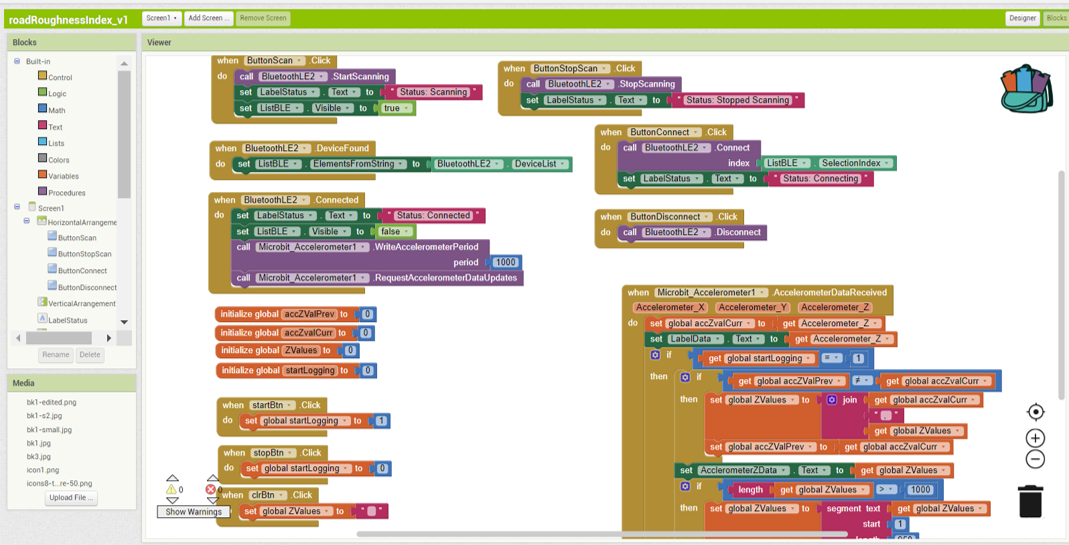 roadRoughnessIndex_v1
Screen1
Add Screen ...
Remove Screen
Designer
Blocks
Blocks
Viewer
Built-in
Control
Logic
Math
Text
Lists
Colors
Variables
Procedures
Screen1
HorizontalArrangeme
ButtonScan
ButtonStopScan
ButtonConnect
ButtonDisconnect
VerticalArrangement
LabelStatus
Rename
Delete
Media
bk1-edited.png
bk1-s2.jpg
bk1-small.jpg
bk1.jpg
bk3.jpg
icon1.png
icons8-t...re-50.png
Upload File ...
when ButtonScan .Click
do call BluetoothLE2 .StartScanning
set LabelStatus . Text to " Status: Scanning "
set ListBLE . Visible to true
when ButtonStopScan .Click
do call BluetoothLE2 .StopScanning
set LabelStatus . Text to " Status: Stopped Scanning "
when BluetoothLE2 .DeviceFound
do set ListBLE . ElementsFromString to BluetoothLE2 . DeviceList
when ButtonConnect .Click
do call BluetoothLE2 .Connect
index ListBLE . SelectionIndex
set LabelStatus . Text to " Status: Connecting "
when BluetoothLE2 .Connected
do set LabelStatus . Text to " Status: Connected "
set ListBLE . Visible to false
call Microbit_Accelerometer1 .WriteAccelerometerPeriod
period 1000
call Microbit_Accelerometer1 .RequestAccelerometerDataUpdates
when ButtonDisconnect .Click
do call BluetoothLE2 .Disconnect
initialize global accZValPrev to 0
initialize global accZvalCurr to 0
initialize global ZValues to 0
initialize global startLogging to 0
when startBtn .Click
do set global startLogging to 1
when stopBtn .Click
do set global startLogging to 0
when clrBtn .Click
set global ZValues to " "
0
0
Show Warnings
when Microbit_Accelerometer1 .AccelerometerDataReceived
Accelerometer_X Accelerometer_Y Accelerometer_Z
do set global accZvalCurr to get Accelerometer_Z
set LabelData . Text to get Accelerometer_Z
if get global startLogging = 1
then if get global accZValPrev ≠ get global accZvalCurr
then set global ZValues to join get global accZvalCurr
" , "
get global ZValues
set global accZValPrev to get global accZvalCurr
set AcclerometerZData . Text to get global ZValues
if length get global ZValues > 1000
then set global ZValues to segment text get global ZValues
start 1